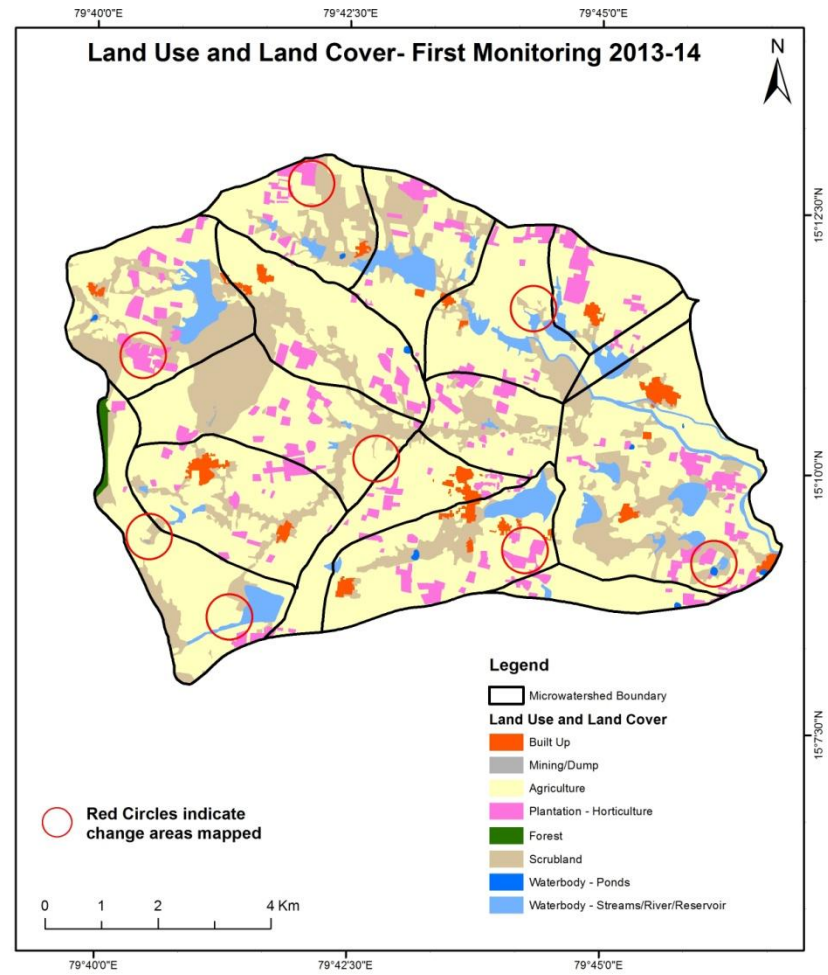 79°40'0"E 79°42'30"E 79°45'0"E
Land Use and Land Cover- First Monitoring 2013-14
N
15°12'30"N
15°10'0"N
15°7'30"N
Legend
Microwatershed Boundary
Land Use and Land Cover
Built Up
Mining/Dump
Agriculture
Plantation - Horticulture
Forest
Scrubland
Waterbody - Ponds
Waterbody - Streams/River/Reservoir
Red Circles indicate
change areas mapped
0 1 2 4 Km
79°40'0"E 79°42'30"E 79°45'0"E